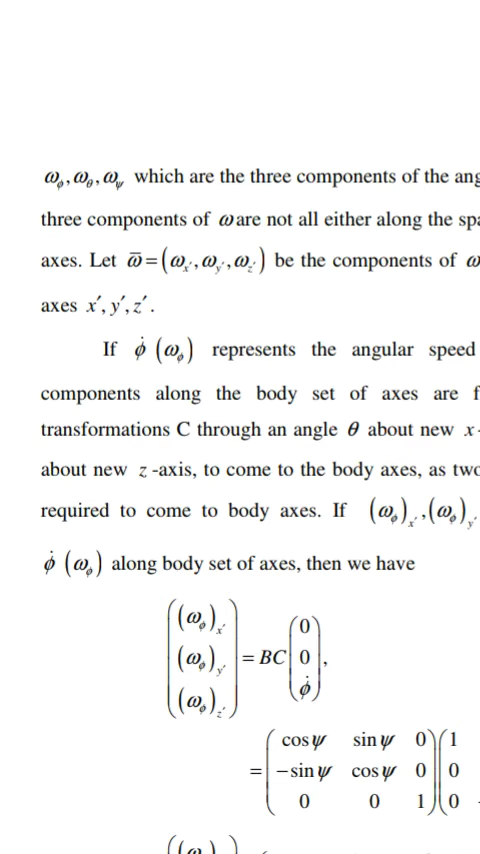 ω_ϕ, ω_θ, ω_ψ which are the three components of the ang
three components of ω are not all either along the spa
axes. Let ω̅ = (ω_x′, ω_y′, ω_z′) be the components of ω
axes x′, y′, z′.
If ϕ̇ (ω_ϕ) represents the angular speed
components along the body set of axes are f
transformations C through an angle θ about new x-
about new z-axis, to come to the body axes, as two
required to come to body axes. If (ω_ϕ)_x′, (ω_ϕ)_y′
ϕ̇ (ω_ϕ) along body set of axes, then we have
(ω_ϕ)_x′ 0
(ω_ϕ)_y′ = BC 0 ,
(ω_ϕ)_z′ ϕ̇
cosψ sinψ 0 1
= −sinψ cosψ 0 0
0 0 1 0